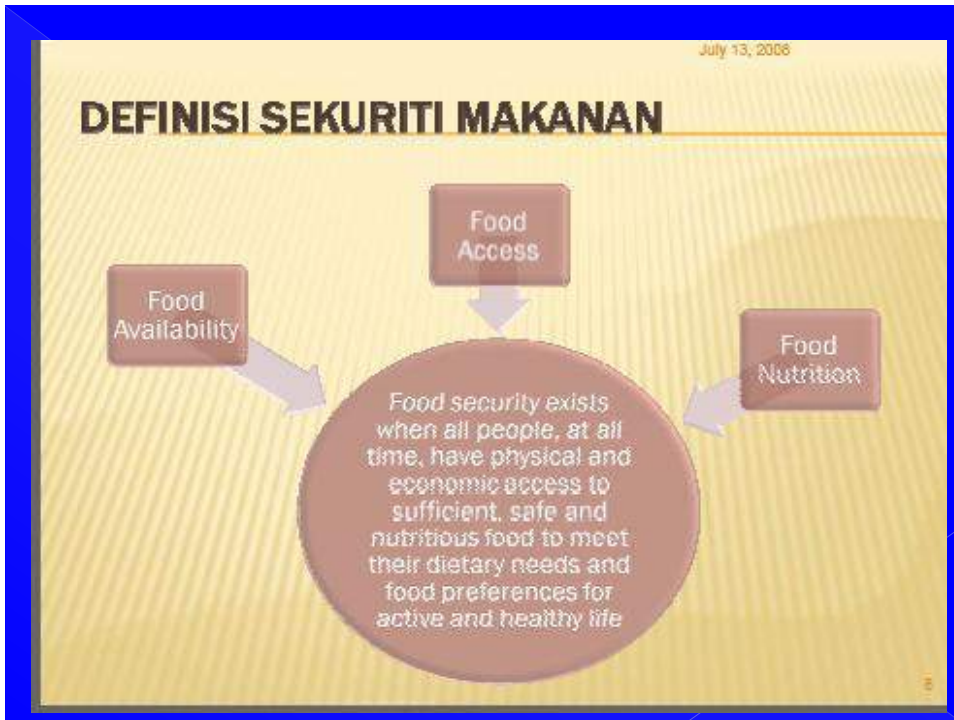 July 13, 2008
DEFINISI SEKURITI MAKANAN
Food
Access
Food
Availability
Food
Nutrition
Food security exists
when all people, at all
time, have physical and
economic access to
sufficient, safe and
nutritious food to meet
their dietary needs and
food preferences for
active and healthy life